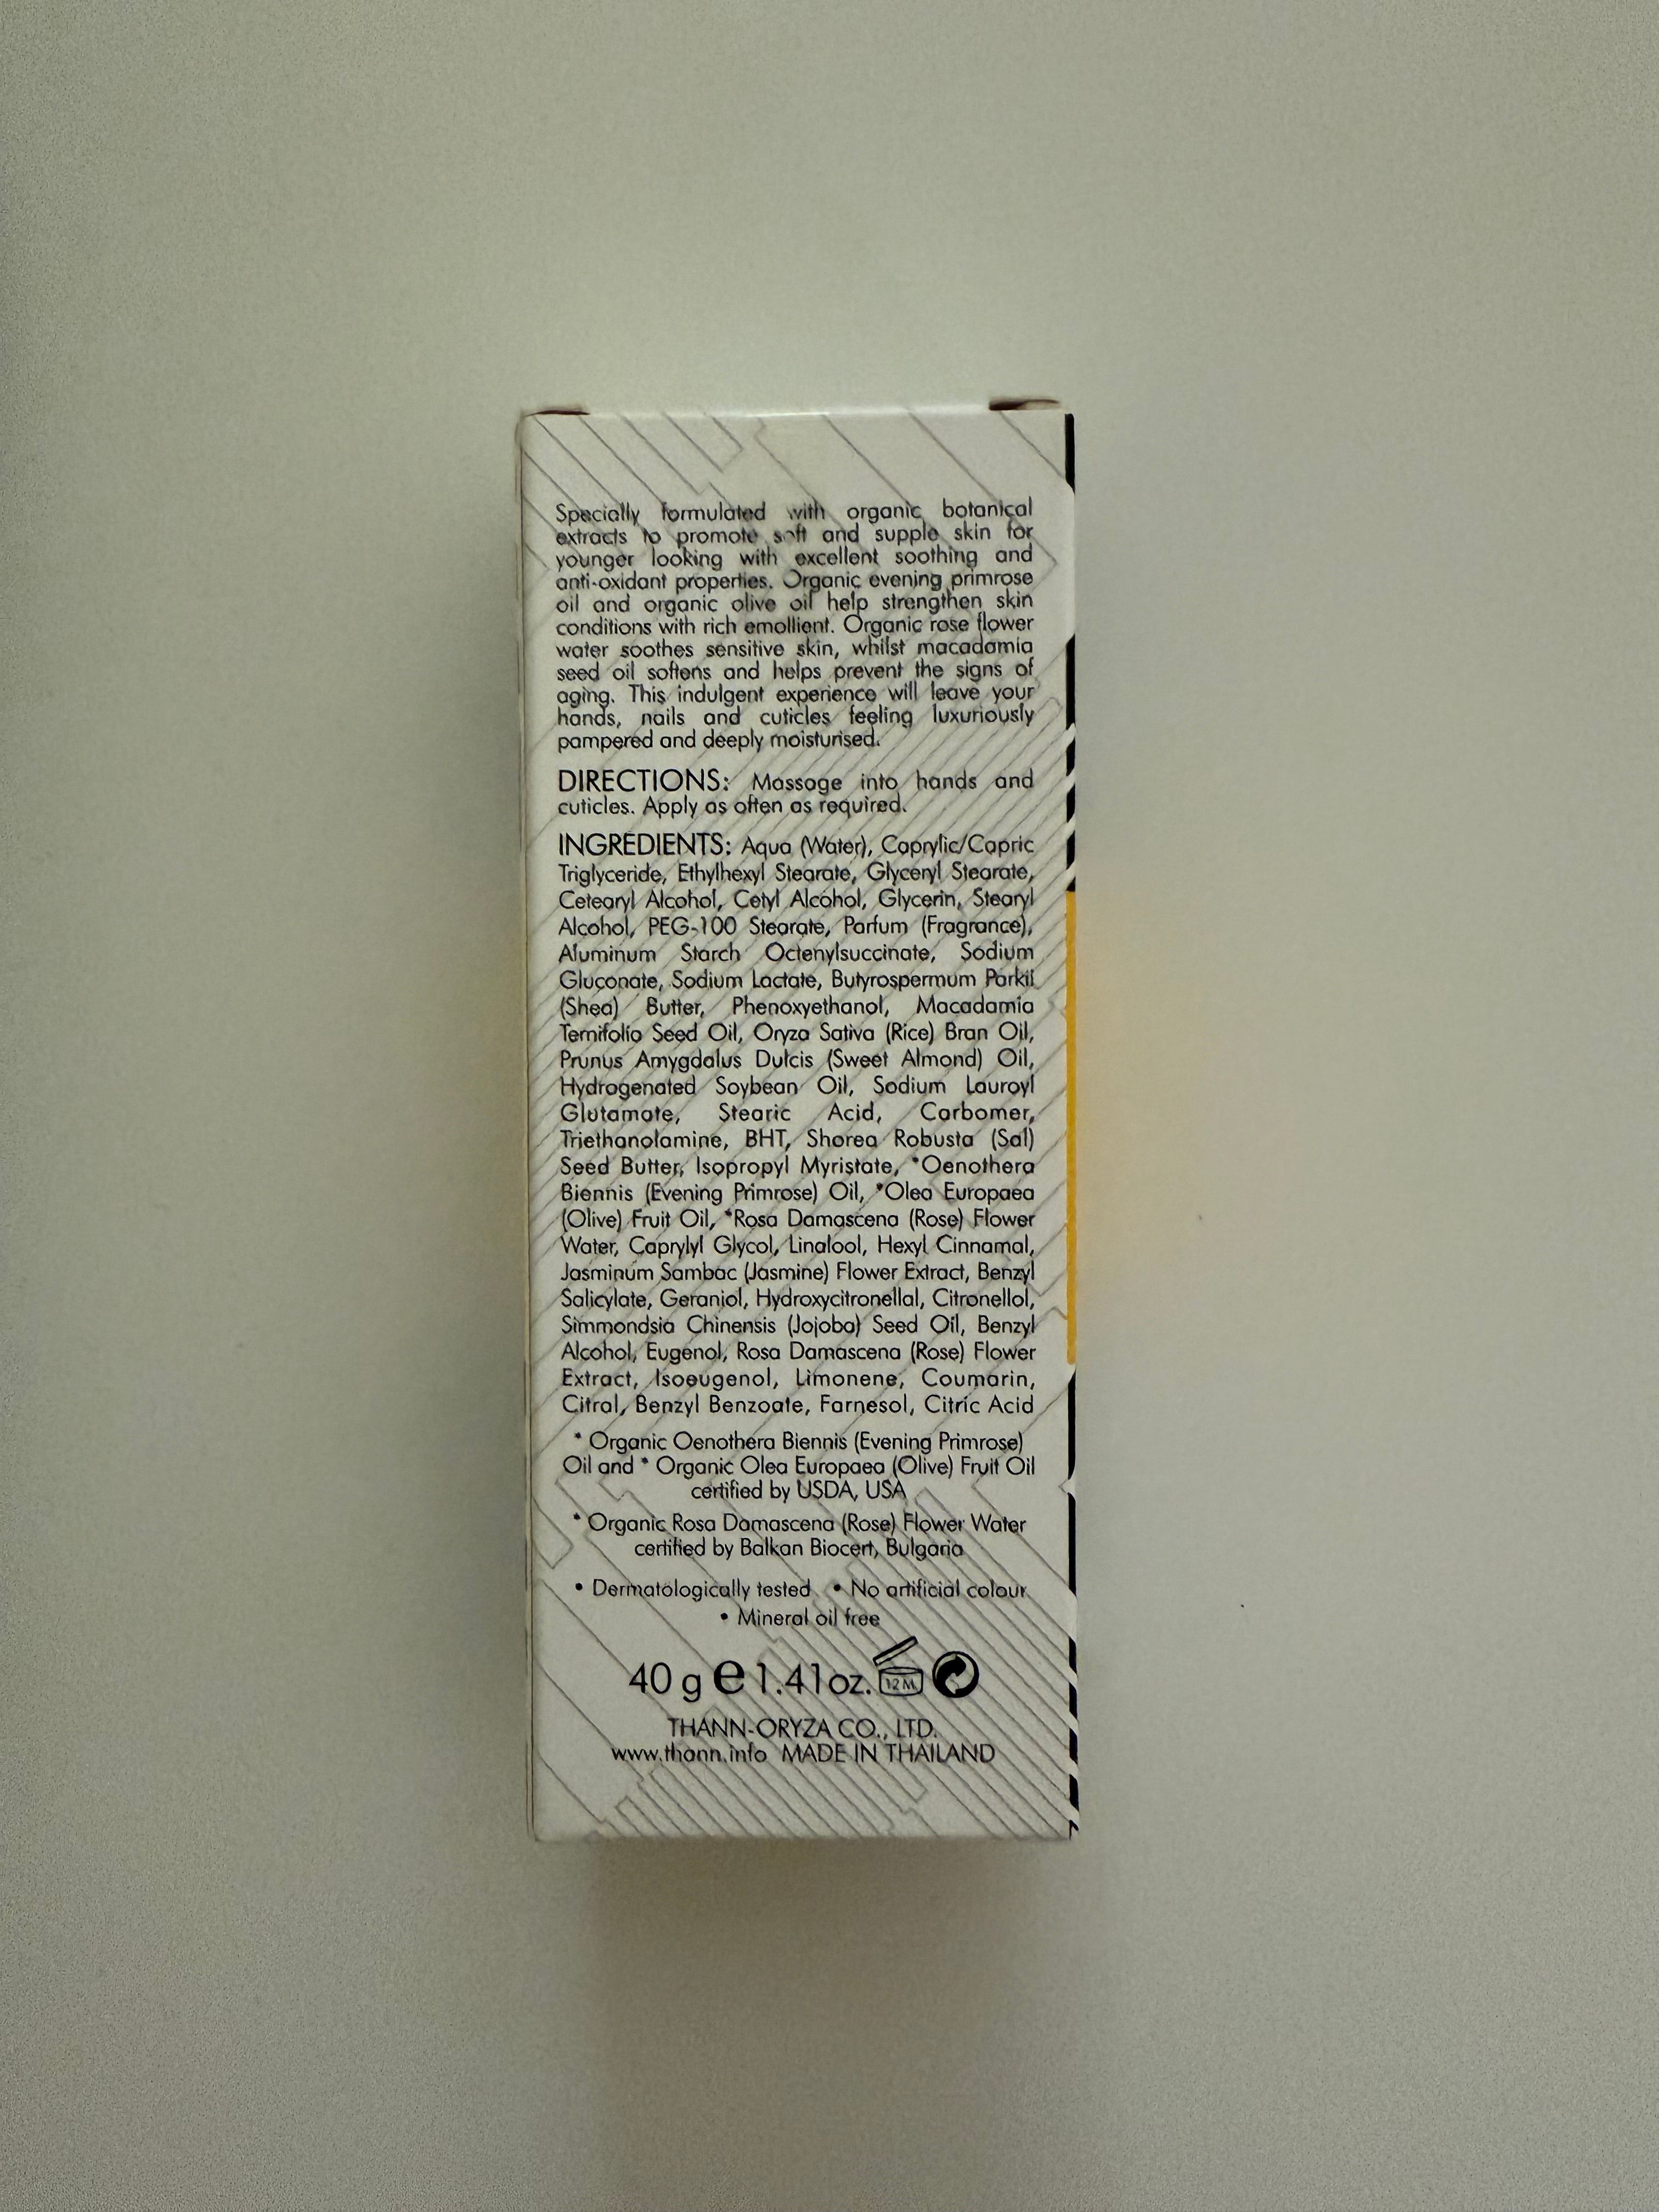 Specially formulated with organic botanical
extracts to promote soft and supple skin for
younger looking with excellent soothing and
anti-oxidant properties. Organic evening primrose
oil and organic olive oil help strengthen skin
conditions with rich emollient. Organic rose flower
water soothes sensitive skin, whilst macadamia
seed oil softens and helps prevent the signs of
aging. This indulgent experience will leave your
hands, nails and cuticles feeling luxuriously
pampered and deeply moisturised.
DIRECTIONS: Massage into hands and
cuticles. Apply as often as required.
INGREDIENTS: Aqua (Water), Caprylic/Capric
Triglyceride, Ethylhexyl Stearate, Glyceryl Stearate,
Cetearyl Alcohol, Cetyl Alcohol, Glycerin, Stearyl
Alcohol, PEG-100 Stearate, Parfum (Fragrance),
Aluminum Starch Octenylsuccinate, Sodium
Gluconate, Sodium Lactate, Butyrospermum Parkii
(Shea) Butter, Phenoxyethanol, Macadamia
Ternifolia Seed Oil, Oryza Sativa (Rice) Bran Oil,
Prunus Amygdalus Dulcis (Sweet Almond) Oil,
Hydrogenated Soybean Oil, Sodium Lauroyl
Glutamate, Stearic Acid, Carbomer,
Triethanolamine, BHT, Shorea Robusta (Sal)
Seed Butter, Isopropyl Myristate, *Oenothera
Biennis (Evening Primrose) Oil, *Olea Europaea
(Olive) Fruit Oil, *Rosa Damascena (Rose) Flower
Water, Caprylyl Glycol, Linalool, Hexyl Cinnamal,
Jasminum Sambac (Jasmine) Flower Extract, Benzyl
Salicylate, Geraniol, Hydroxycitronellal, Citronellol,
Simmondsia Chinensis (Jojoba) Seed Oil, Benzyl
Alcohol, Eugenol, Rosa Damascena (Rose) Flower
Extract, Isoeugenol, Limonene, Coumarin,
Citral, Benzyl Benzoate, Farnesol, Citric Acid
* Organic Oenothera Biennis (Evening Primrose)
Oil and * Organic Olea Europaea (Olive) Fruit Oil
certified by USDA, USA
* Organic Rosa Damascena (Rose) Flower Water
certified by Balkan Biocert, Bulgaria
• Dermatologically tested • No artificial colour
• Mineral oil free
40 g e 1.41oz. 12M
THANN-ORYZA CO., LTD.
www.thann.info MADE IN THAILAND